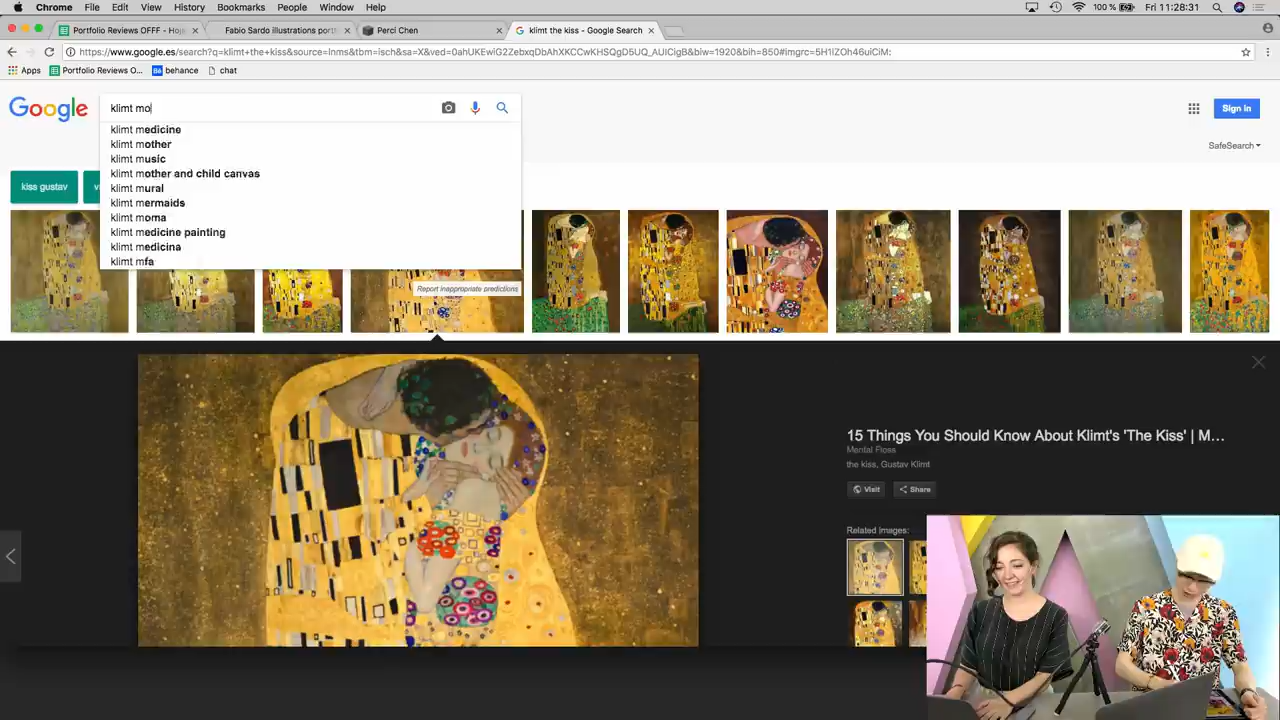 Chrome File Edit View History Bookmarks People Window Help 100 % Fri 11:28:31
Portfolio Reviews OFFF - Hoje
Fabio Sardo illustrations port
Perci Chen
klimt the kiss - Google Search
https://www.google.es/search?q=klimt+the+kiss&source=lnms&tbm=isch&sa=X&ved=0ahUKEwiG2ZebxqDbAhXKCCwKHSQgD5UQ_AUICigB&biw=1920&bih=850#imgrc=5H1IZOh46uiCiM:
Apps Portfolio Reviews O... Bē behance chat
Google klimt mo Sign in
klimt medicine
klimt mother
SafeSearch
klimt music
klimt mother and child canvas
kiss gustav
klimt mural
klimt mermaids
klimt moma
klimt medicine painting
klimt medicina
klimt mfa
Report inappropriate predictions
15 Things You Should Know About Klimt's 'The Kiss' | M...
Mental Floss
the kiss, Gustav Klimt
Visit Share
Related images: